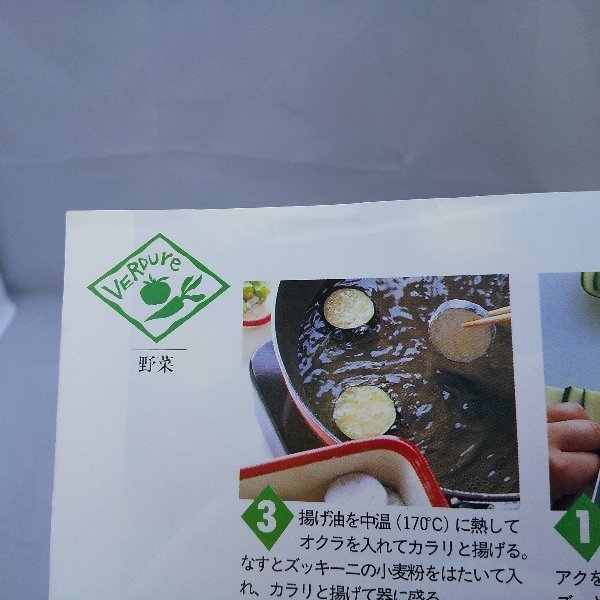 VERDURE
野菜
3
揚げ油を中温(170℃)に熱して
オクラを入れてカラリと揚げる。
なすとズッキーニの小麦粉をはたいて入
れ、カラリと揚げて器に盛る
1
アクを